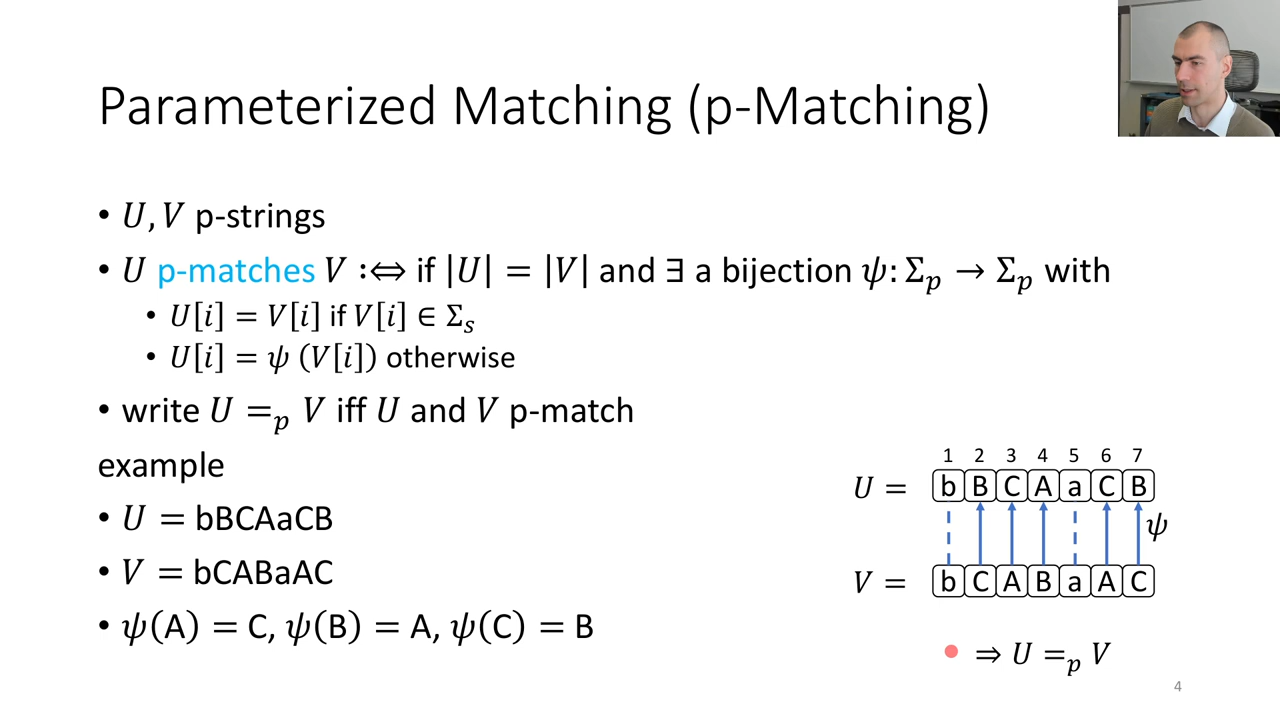 Parameterized Matching (p-Matching)
• U, V p-strings
• U p-matches V :⇔ if |U| = |V| and ∃ a bijection ψ: Σₚ → Σₚ with
• U[i] = V[i] if V[i] ∈ Σₛ
• U[i] = ψ (V[i]) otherwise
• write U =ₚ V iff U and V p-match
example
• U = bBCAaCB
• V = bCABaAC
• ψ(A) = C, ψ(B) = A, ψ(C) = B
1 2 3 4 5 6 7
U = b B C A a C B
ψ
V = b C A B a A C
⇒ U =ₚ V
4